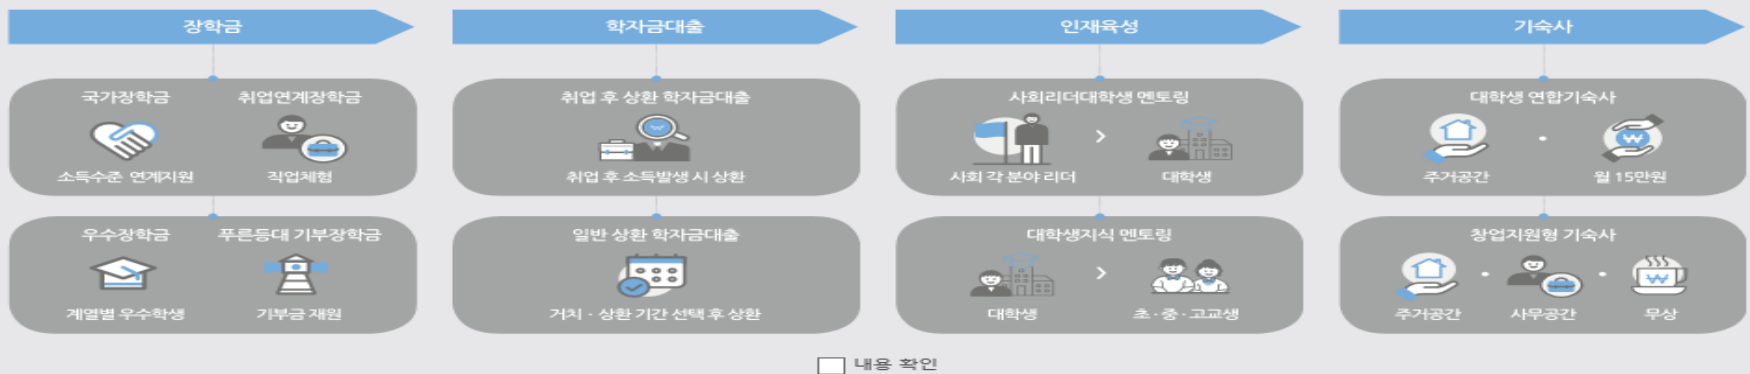 장학금
국가장학금 취업연계장학금
소득수준 연계지원 직업체험
우수장학금 푸른등대 기부장학금
계열별 우수학생 기부금 재원
학자금대출
취업 후 상환 학자금대출
₩
취업 후 소득발생 시 상환
일반 상환 학자금대출
거치 · 상환 기간 선택 후 상환
인재육성
사회리더대학생 멘토링
>
사회 각 분야 리더 대학생
대학생지식 멘토링
>
대학생 초 · 중 · 고교생
기숙사
대학생 연합기숙사
· ₩
주거공간 월 15만원
창업지원형 기숙사
· · ₩
주거공간 사무공간 무상
내용 확인